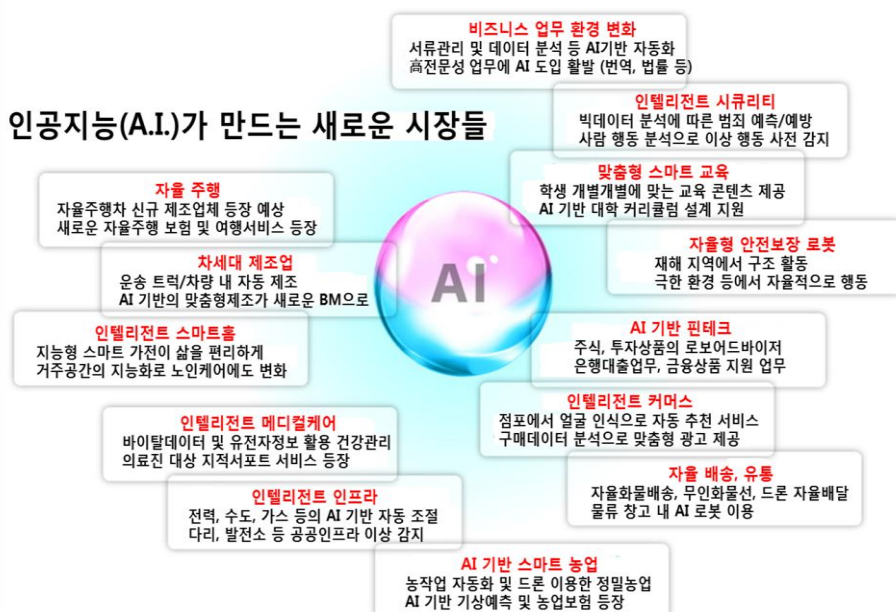 인공지능(A.I.)가 만드는 새로운 시장들
비즈니스 업무 환경 변화
서류관리 및 데이터 분석 등 AI기반 자동화
高전문성 업무에 AI 도입 활발 (번역, 법률 등)
인텔리전트 시큐리티
빅데이터 분석에 따른 범죄 예측/예방
사람 행동 분석으로 이상 행동 사전 감지
맞춤형 스마트 교육
학생 개별개별에 맞는 교육 콘텐츠 제공
AI 기반 대학 커리큘럼 설계 지원
자율형 안전보장 로봇
재해 지역에서 구조 활동
극한 환경 등에서 자율적으로 행동
AI 기반 핀테크
주식, 투자상품의 로보어드바이저
은행대출업무, 금융상품 지원 업무
인텔리전트 커머스
점포에서 얼굴 인식으로 자동 추천 서비스
구매데이터 분석으로 맞춤형 광고 제공
자율 배송, 유통
자율화물배송, 무인화물선, 드론 자율배달
물류 창고 내 AI 로봇 이용
AI 기반 스마트 농업
농작업 자동화 및 드론 이용한 정밀농업
AI 기반 기상예측 및 농업보험 등장
인텔리전트 인프라
전력, 수도, 가스 등의 AI 기반 자동 조절
다리, 발전소 등 공공인프라 이상 감지
인텔리전트 메디컬케어
바이탈데이터 및 유전자정보 활용 건강관리
의료진 대상 지적서포트 서비스 등장
인텔리전트 스마트홈
지능형 스마트 가전이 삶을 편리하게
거주공간의 지능화로 노인케어에도 변화
차세대 제조업
운송 트럭/차량 내 자동 제조
AI 기반의 맞춤형제조가 새로운 BM으로
자율 주행
자율주행차 신규 제조업체 등장 예상
새로운 자율주행 보험 및 여행서비스 등장
AI